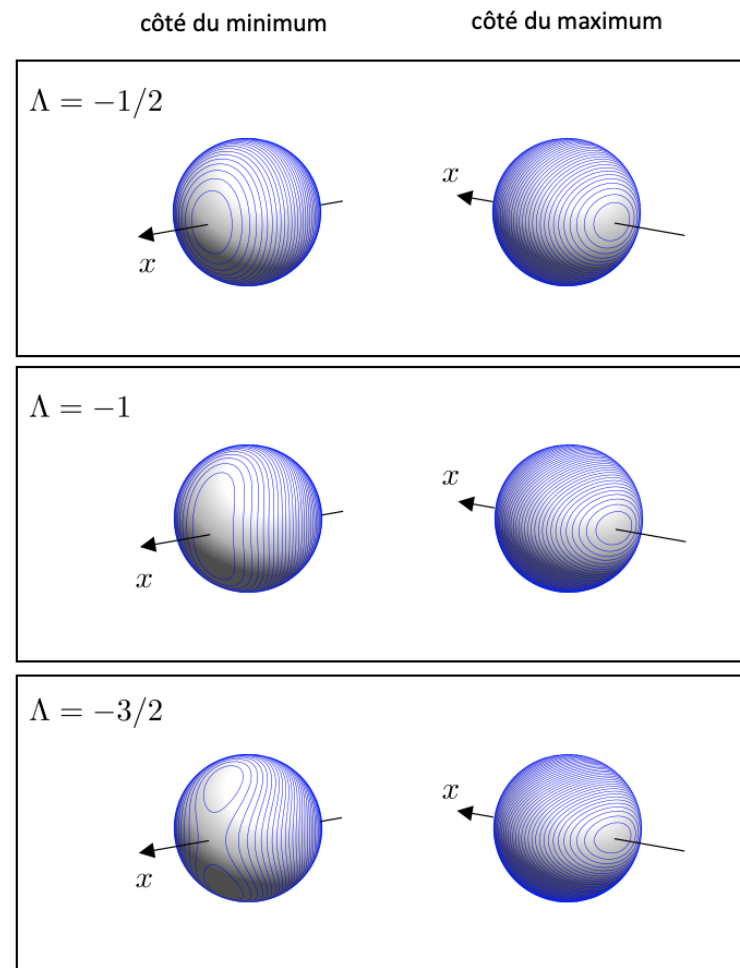 côté du minimum côté du maximum
Λ = −1/2
x
x
Λ = −1
x
x
Λ = −3/2
x
x